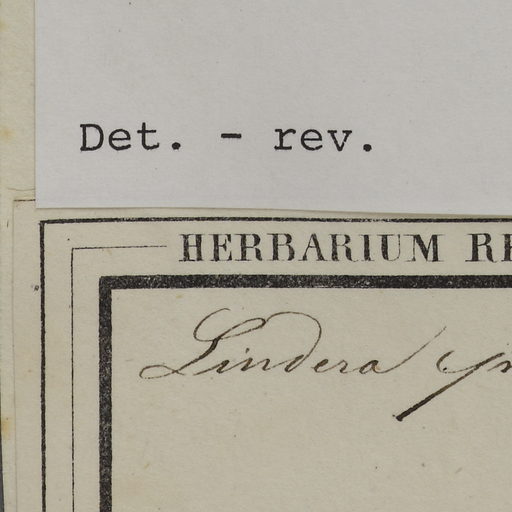 Det. - rev.
HERBARIUM
Lindera